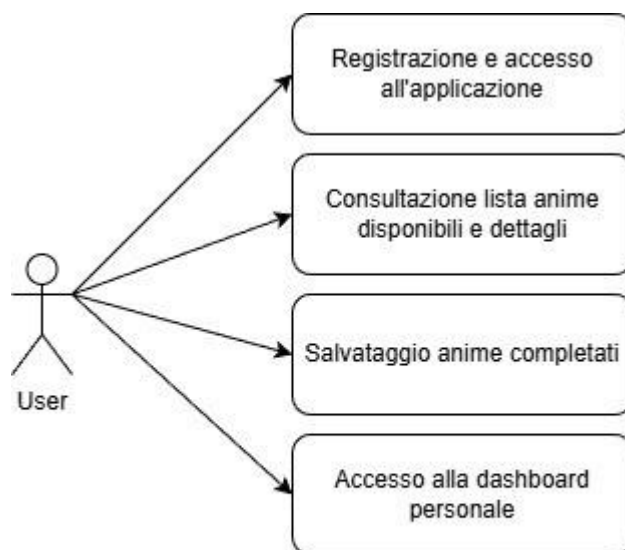 Registrazione e accesso
all'applicazione
Consultazione lista anime
disponibili e dettagli
Salvataggio anime completati
User
Accesso alla dashboard
personale